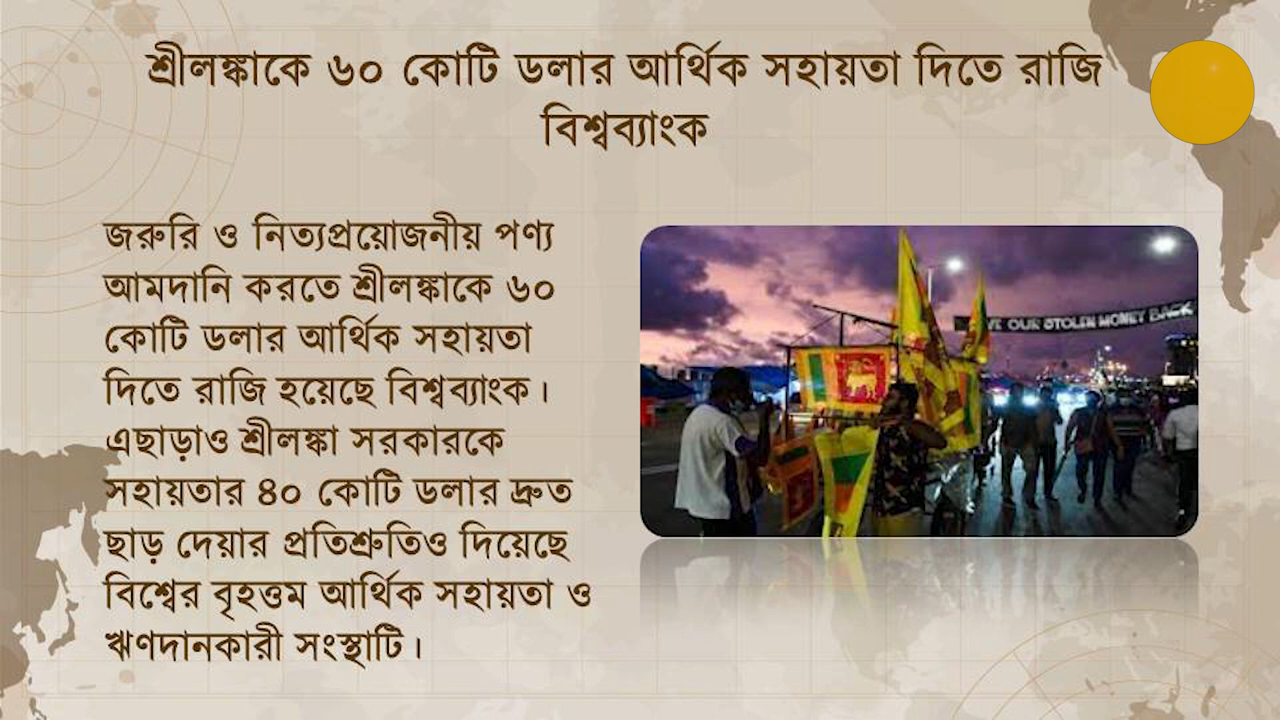 শ্রীলঙ্কাকে ৬০ কোটি ডলার আর্থিক সহায়তা দিতে রাজি
বিশ্বব্যাংক
জরুরি ও নিত্যপ্রয়োজনীয় পণ্য
আমদানি করতে শ্রীলঙ্কাকে ৬০
কোটি ডলার আর্থিক সহায়তা
দিতে রাজি হয়েছে বিশ্বব্যাংক।
এছাড়াও শ্রীলঙ্কা সরকারকে
সহায়তার ৪০ কোটি ডলার দ্রুত
ছাড় দেয়ার প্রতিশ্রুতিও দিয়েছে
বিশ্বের বৃহত্তম আর্থিক সহায়তা ও
ঋণদানকারী সংস্থাটি।
OUR STOLEN MONEY BACK